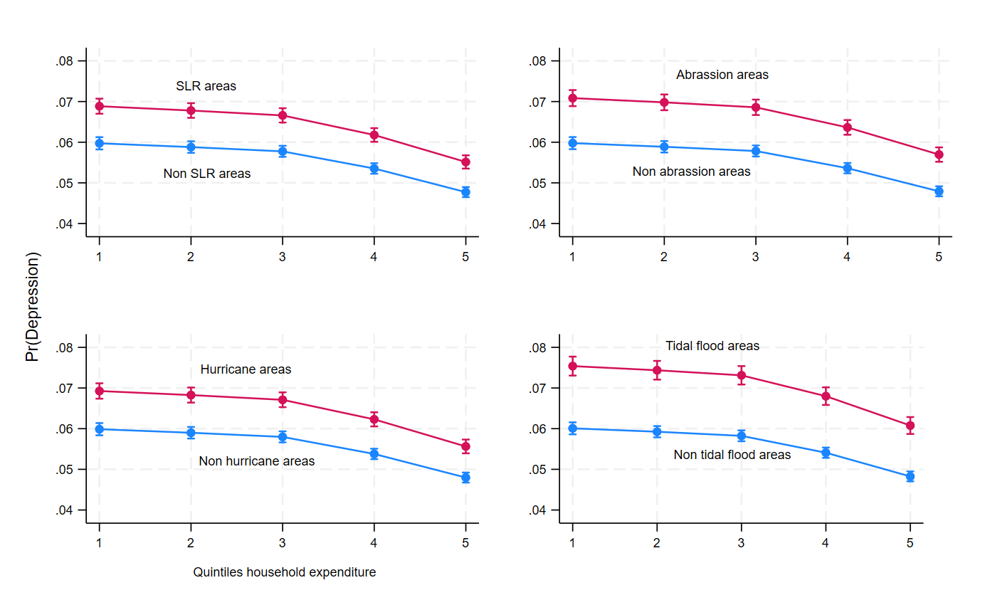 Pr(Depression)
.08
.07
.06
.05
.04
SLR areas
Non SLR areas
1 2 3 4 5
.08
.07
.06
.05
.04
Abrassion areas
Non abrassion areas
1 2 3 4 5
.08
.07
.06
.05
.04
Hurricane areas
Non hurricane areas
1 2 3 4 5
Quintiles household expenditure
.08
.07
.06
.05
.04
Tidal flood areas
Non tidal flood areas
1 2 3 4 5